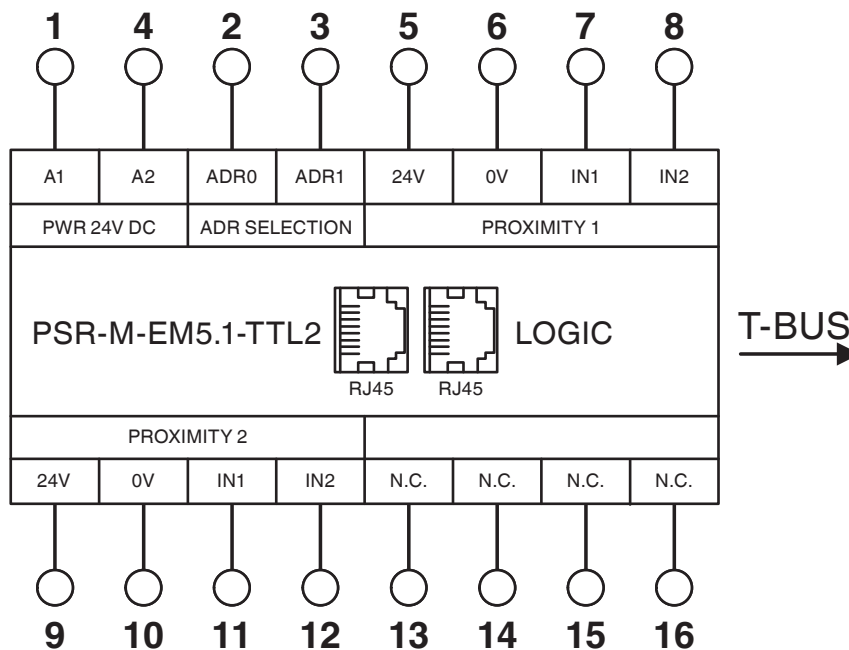 1 4 2 3 5 6 7 8
A1 A2 ADR0 ADR1 24V 0V IN1 IN2
PWR 24V DC ADR SELECTION PROXIMITY 1
PSR-M-EM5.1-TTL2 LOGIC T-BUS
RJ45 RJ45
PROXIMITY 2
24V 0V IN1 IN2 N.C. N.C. N.C. N.C.
9 10 11 12 13 14 15 16